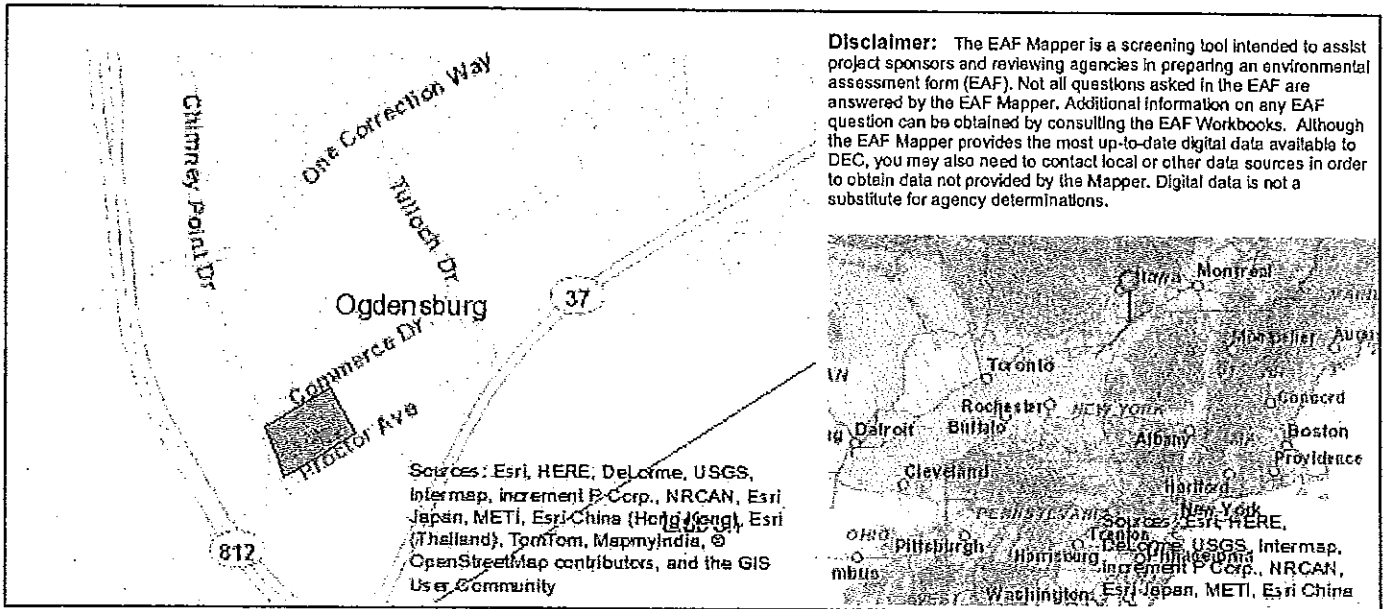 Disclaimer: The EAF Mapper is a screening tool intended to assist
project sponsors and reviewing agencies in preparing an environmental
assessment form (EAF). Not all questions asked in the EAF are
answered by the EAF Mapper. Additional information on any EAF
question can be obtained by consulting the EAF Workbooks. Although
the EAF Mapper provides the most up-to-date digital data available to
DEC, you may also need to contact local or other data sources in order
to obtain data not provided by the Mapper. Digital data is not a
substitute for agency determinations.
One Correction Way
Chimney Point Dr
Tulloch Dr
37
Ogdensburg
Commerce Dr
Proctor Ave
812
Sources: Esri, HERE, DeLorme, USGS,
Intermap, increment P Corp., NRCAN, Esri
Japan, METI, Esri China (Hong Kong), Esri
(Thailand), TomTom, MapmyIndia, ©
OpenStreetMap contributors, and the GIS
User Community
Montreal
Montpelier
Toronto
Rochester
NEW YORK
Concord
Detroit
Buffalo
Albany
Boston
Cleveland
Providence
Hartford
New York
PENNSYLVANIA
OHIO
Pittsburgh
Trenton
Harrisburg
Philadelphia
mbus
Washington
Sources: Esri, HERE,
DeLorme, USGS, Intermap,
increment P Corp., NRCAN,
Esri Japan, METI, Esri China